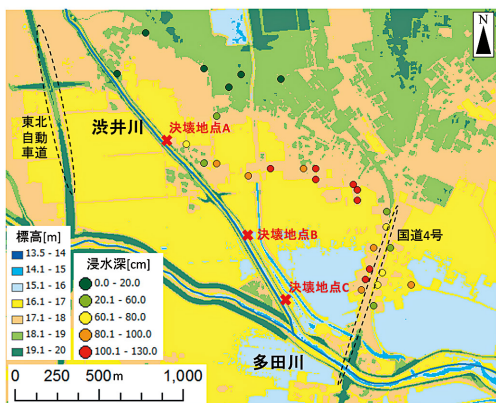 N
東北
自動
車道
渋井川
決壊地点A
決壊地点B
国道4号
決壊地点C
多田川
標高[m]
13.5 - 14
14.1 - 15
15.1 - 16
16.1 - 17
17.1 - 18
18.1 - 19
19.1 - 20
浸水深[cm]
0.0 - 20.0
20.1 - 60.0
60.1 - 80.0
80.1 - 100.0
100.1 - 130.0
0 250 500 m 1,000